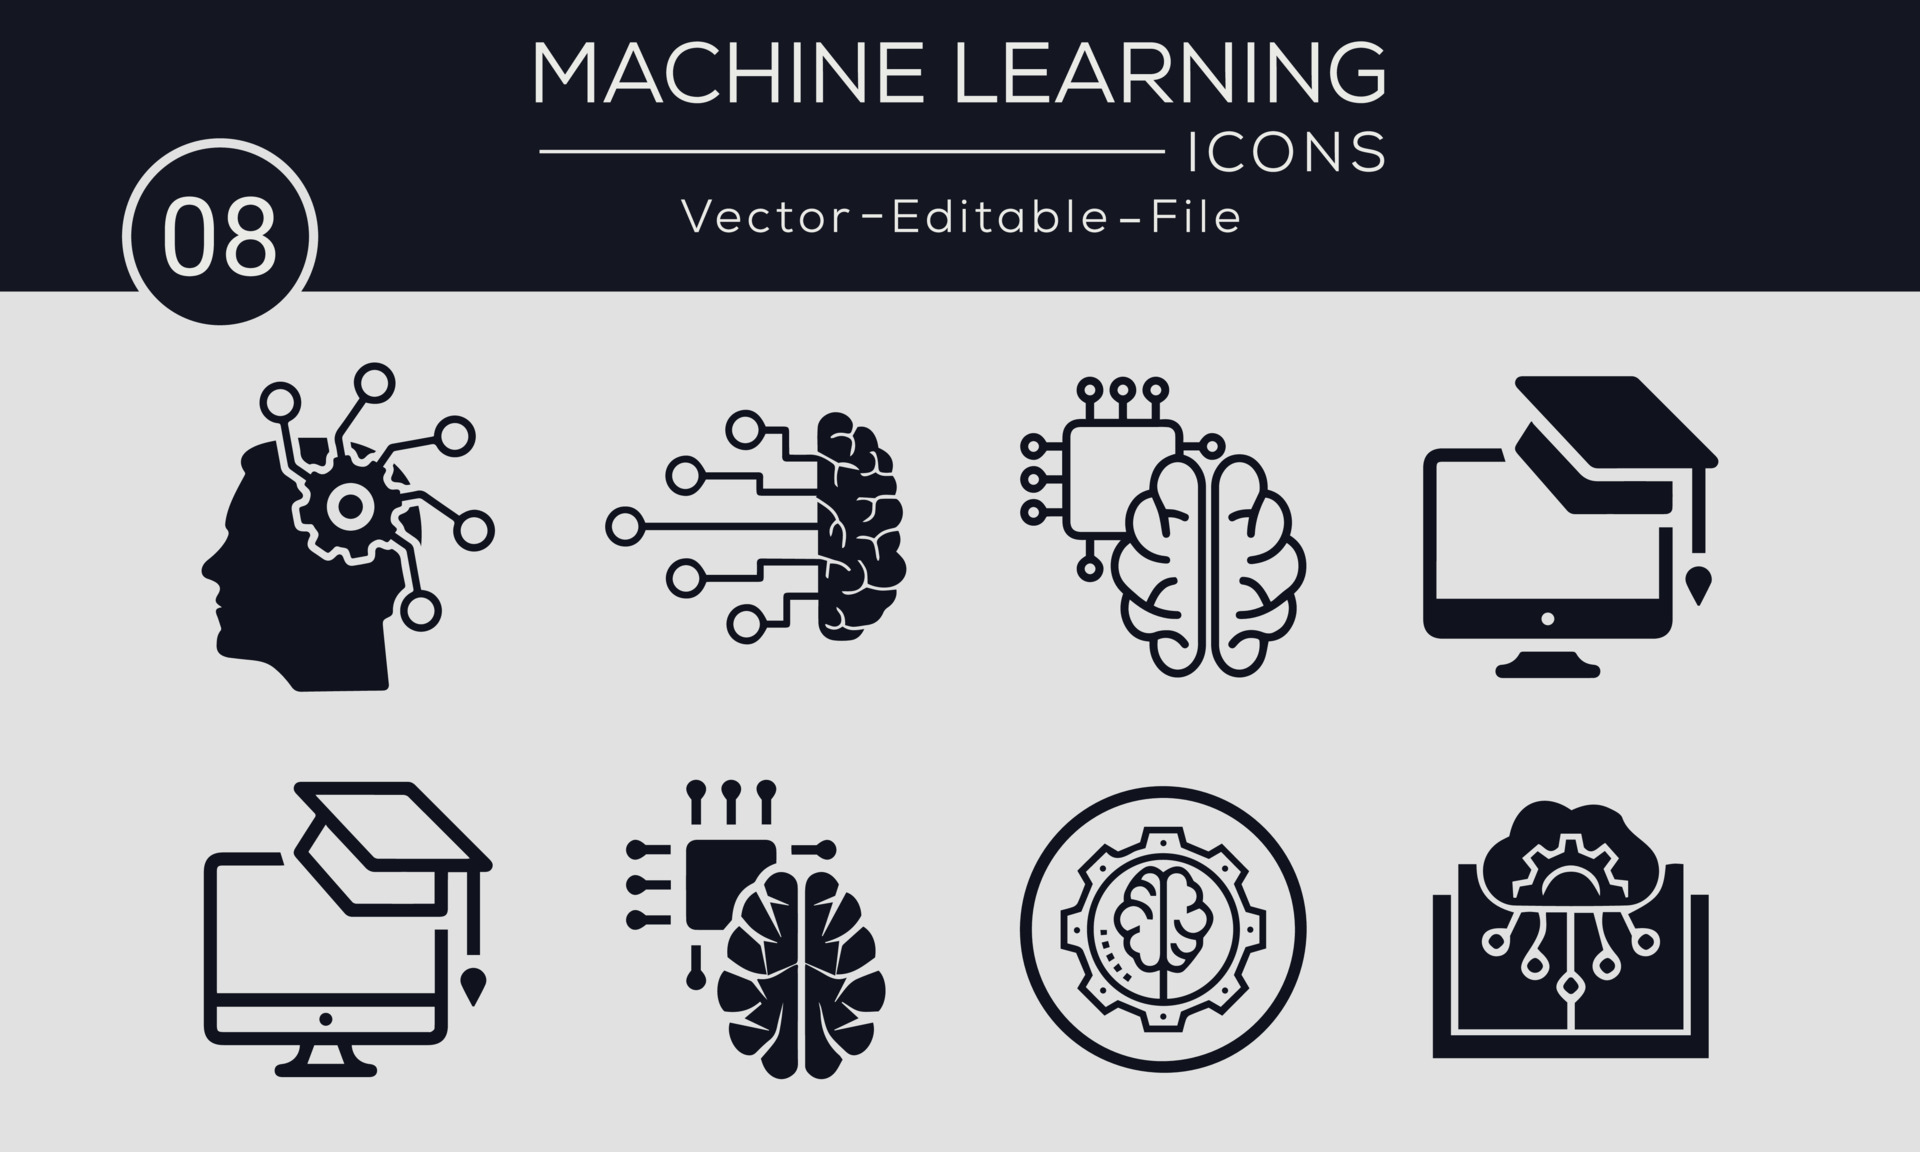 MACHINE LEARNING
ICONS
Vector-Editable-File
08